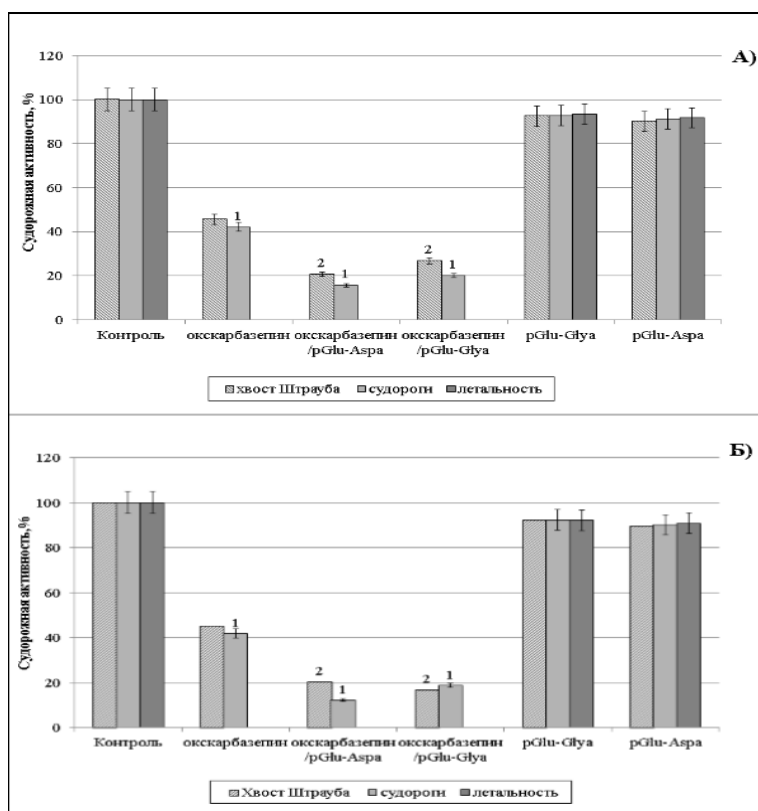 А)
Судорожная активность, %
120
100
80
60
40
20
0
1
2
1
2
1
Контроль
окскарбазепин
окскарбазепин
/pGlu-Aspa
окскарбазепин
/pGlu-Glya
pGlu-Glya
pGlu-Aspa
хвост Штрауба судороги летальность
Б)
Судорожная активность,%
120
100
80
60
40
20
0
1
2
1
2
1
Контроль
окскарбазепин
окскарбазепин
/pGlu-Aspa
окскарбазепин
/pGlu-Glya
pGlu-Glya
pGlu-Aspa
Хвост Штрауба судороги летальность